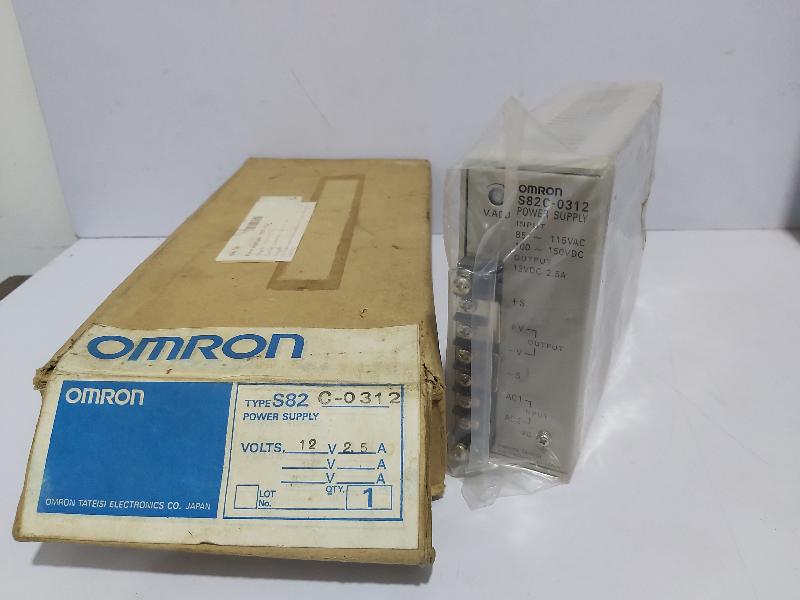 OMRON
OMRON
OMRON TATEISI ELECTRONICS CO. JAPAN
TYPE S82 C-0312
POWER SUPPLY
VOLTS, 12 V 2.5 A
V A
V A
LOT No. QTY. 1
OMRON
S82C-0312
POWER SUPPLY
V.ADJ
INPUT
85 ~ 115VAC
100 ~ 150VDC
OUTPUT
12VDC 2.5A
+S
+V
OUTPUT
-V
-S
AC1
INPUT
AC2